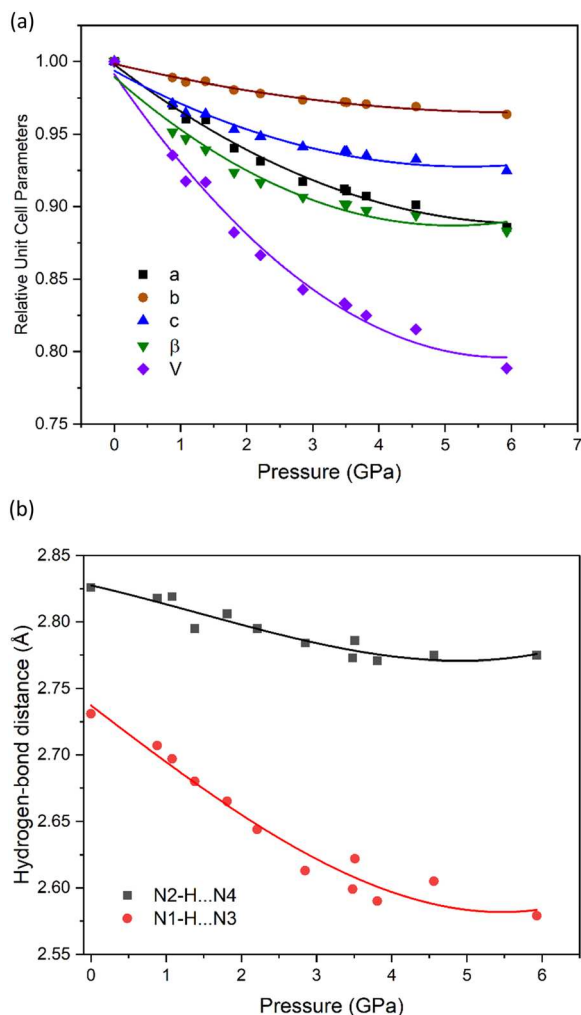 (a)
Relative Unit Cell Parameters
1.00
0.95
0.90
0.85
0.80
0.75
a
b
c
β
V
0 1 2 3 4 5 6 7
Pressure (GPa)
(b)
Hydrogen-bond distance (Å)
2.85
2.80
2.75
2.70
2.65
2.60
2.55
N2-H...N4
N1-H...N3
0 1 2 3 4 5 6
Pressure (GPa)